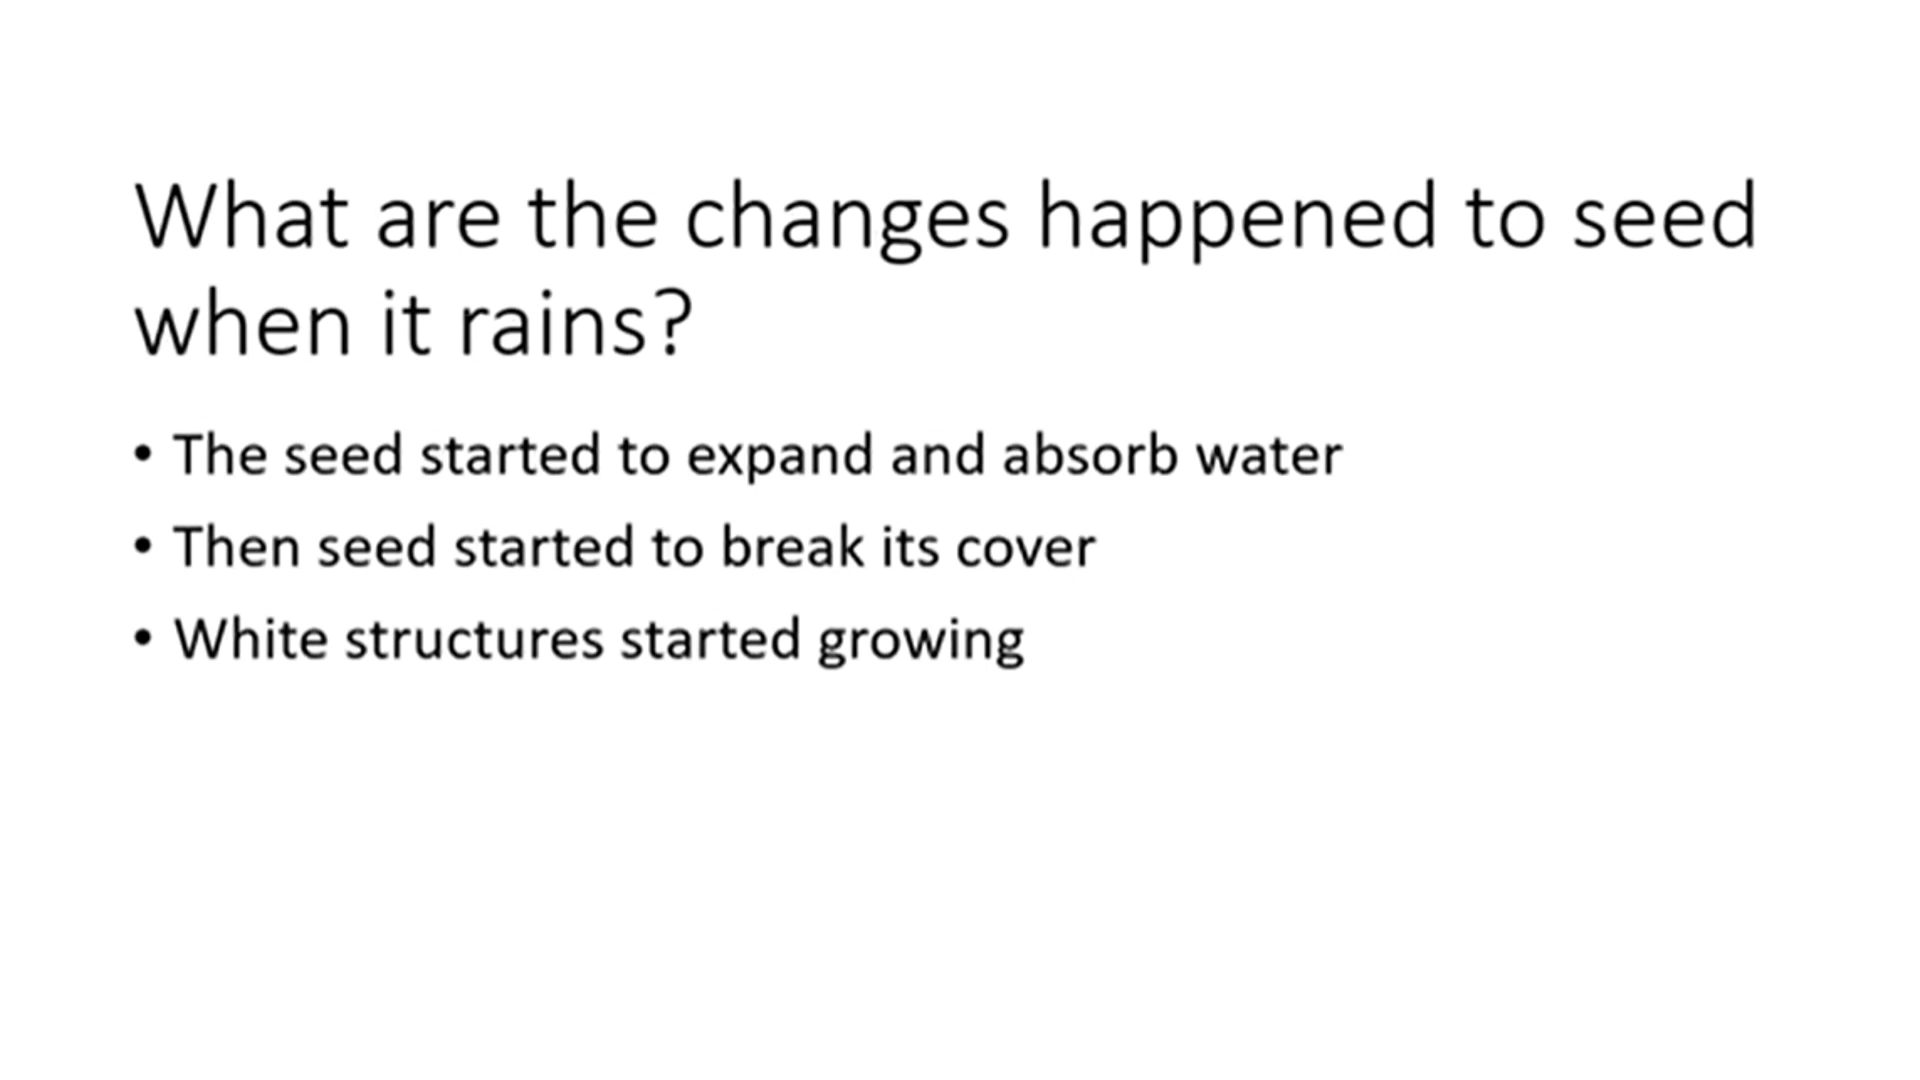 What are the changes happened to seed
when it rains?
• The seed started to expand and absorb water
• Then seed started to break its cover
• White structures started growing